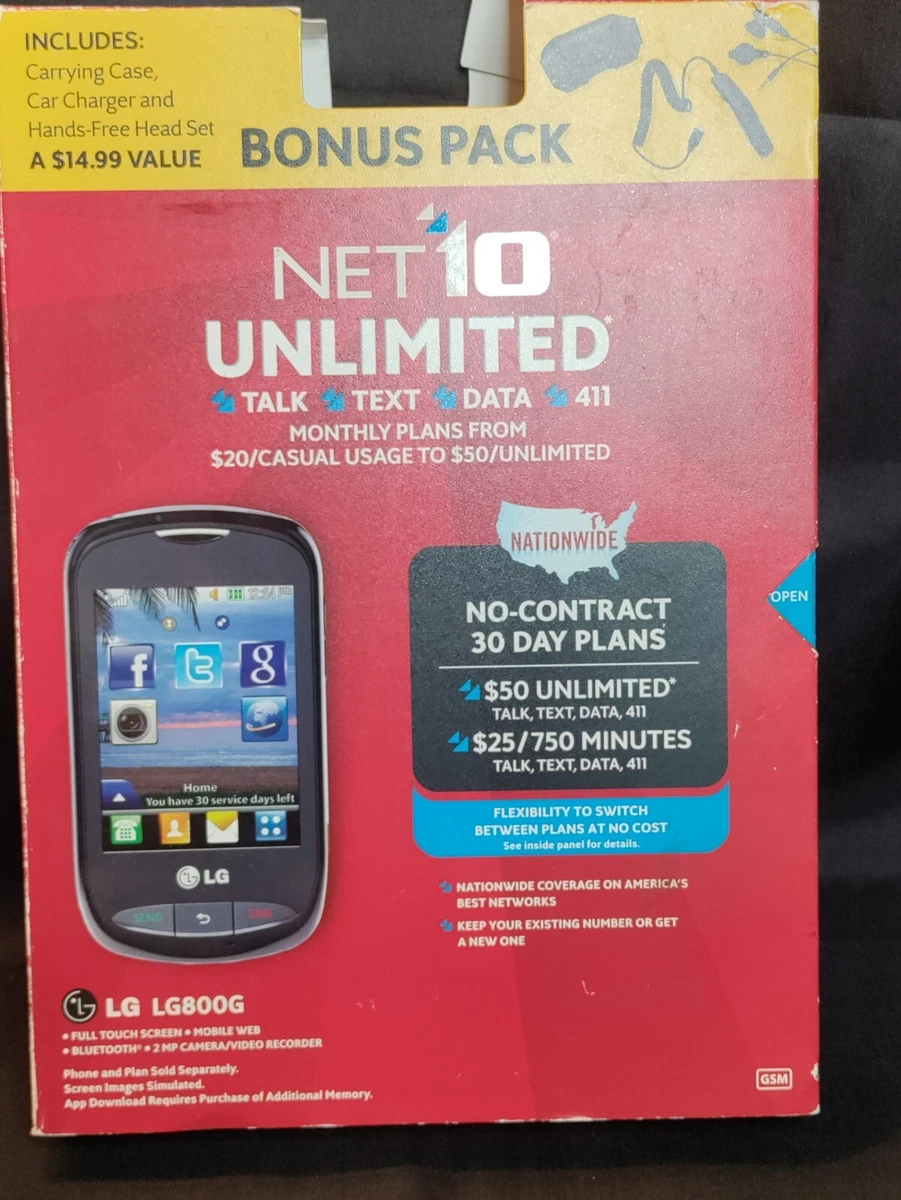 INCLUDES:
Carrying Case,
Car Charger and
Hands-Free Head Set
A $14.99 VALUE
BONUS PACK
NET10®
UNLIMITED*
TALK TEXT DATA 411
MONTHLY PLANS FROM
$20/CASUAL USAGE TO $50/UNLIMITED
NATIONWIDE
NO-CONTRACT
30 DAY PLANS
$50 UNLIMITED*
TALK, TEXT, DATA, 411
$25/750 MINUTES
TALK, TEXT, DATA, 411
FLEXIBILITY TO SWITCH
BETWEEN PLANS AT NO COST
See inside panel for details.
OPEN
NATIONWIDE COVERAGE ON AMERICA'S
BEST NETWORKS
KEEP YOUR EXISTING NUMBER OR GET
A NEW ONE
12:54 PM
f t g
Home
You have 30 service days left
LG
SEND END
LG LG800G
• FULL TOUCH SCREEN • MOBILE WEB
• BLUETOOTH® • 2 MP CAMERA/VIDEO RECORDER
Phone and Plan Sold Separately.
Screen Images Simulated.
App Download Requires Purchase of Additional Memory.
GSM